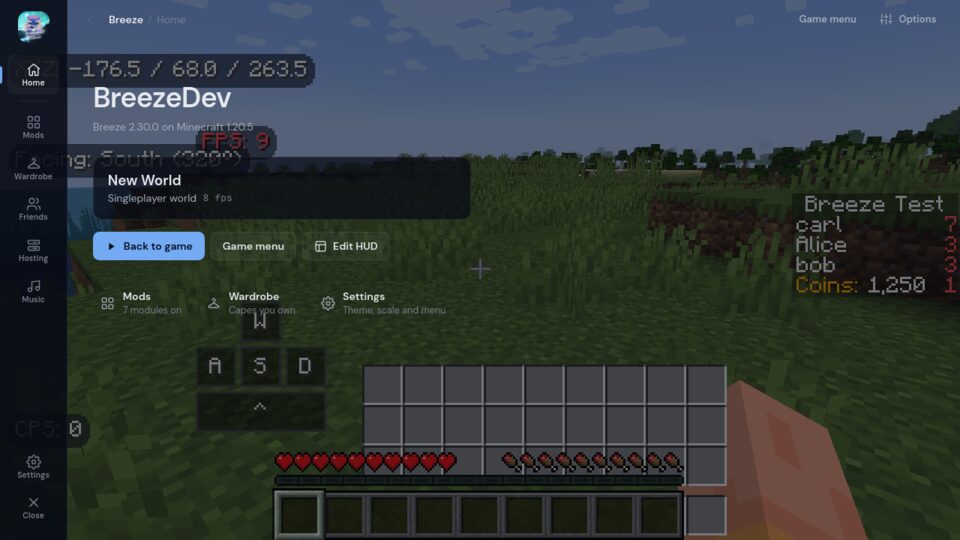 Breeze / Home
Game menu
Options
-176.5 / 68.0 / 263.5
Home
BreezeDev
Breeze 2.30.0 on Minecraft 1.20.5
Mods
FPS: 9
Facing: South (320°)
Wardrobe
New World
Singleplayer world 8 fps
Friends
Breeze Test
carl 7
Alice 3
bob 3
Coins: 1,250 1
Hosting
Back to game
Game menu
Edit HUD
Music
Mods
7 modules on
Wardrobe
Capes you own
Settings
Theme, scale and menu
W
A S D
^
CPS: 0
Settings
Close